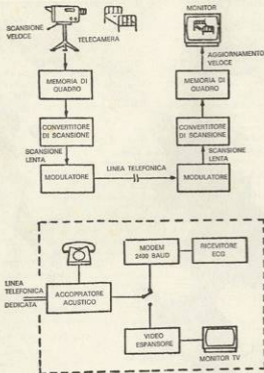 MONITOR
SCANSIONE
VELOCE
TELECAMERA
AGGIORNAMENTO
VELOCE
MEMORIA DI
QUADRO
MEMORIA DI
QUADRO
CONVERTITORE
DI SCANSIONE
CONVERTITORE
DI SCANSIONE
SCANSIONE
LENTA
SCANSIONE
LENTA
MODULATORE
LINEA TELEFONICA
MODULATORE
MODEM
2400 BAUD
RICEVITORE
ECG
LINEA
TELEFONICA
DEDICATA
ACCOPPIATORE
ACUSTICO
VIDEO
ESPANSORE
MONITOR TV